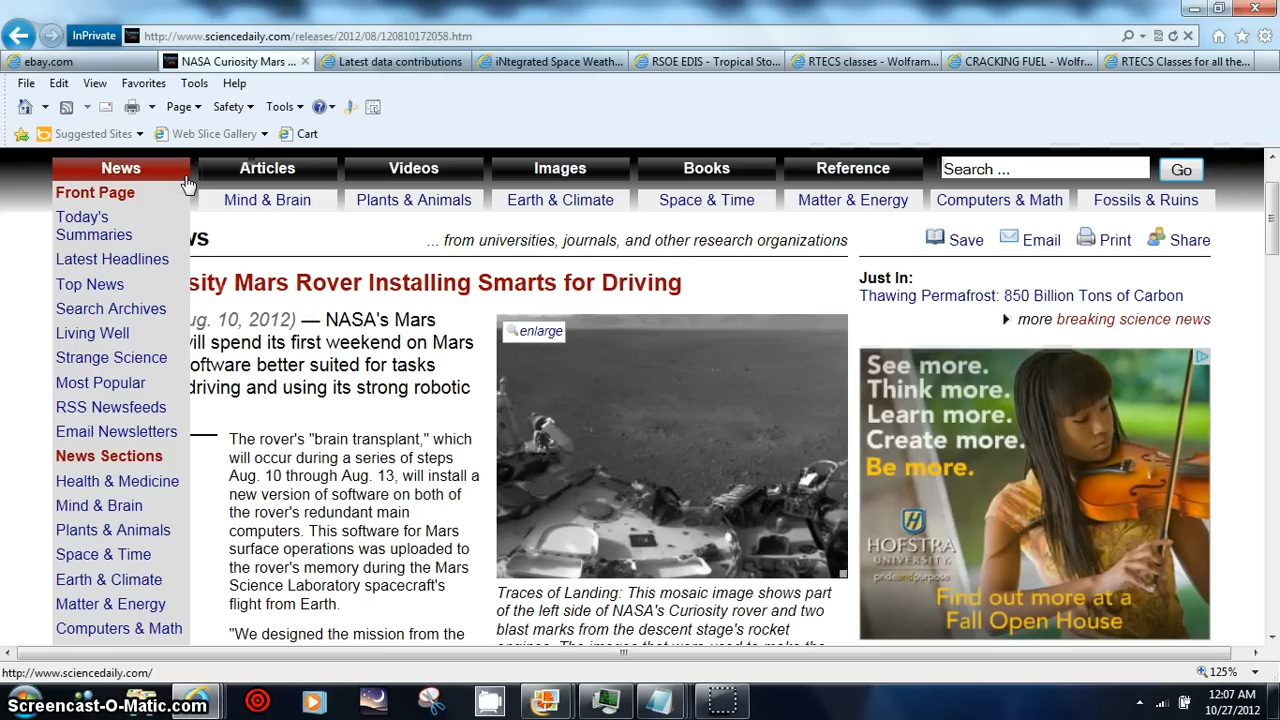 InPrivate
http://www.sciencedaily.com/releases/2012/08/120810172058.htm
ebay.com
NASA Curiosity Mars ...
Latest data contributions
iNtegrated Space Weath...
RSOE EDIS - Tropical Sto...
RTECS classes - Wolfram...
CRACKING FUEL - Wolfr...
RTECS Classes for all the...
File Edit View Favorites Tools Help
Page Safety Tools
Suggested Sites Web Slice Gallery Cart
News Articles Videos Images Books Reference Search ... Go
Mind & Brain Plants & Animals Earth & Climate Space & Time Matter & Energy Computers & Math Fossils & Ruins
Front Page
Today's
Summaries
Latest Headlines
Top News
Search Archives
Living Well
Strange Science
Most Popular
RSS Newsfeeds
Email Newsletters
News Sections
Health & Medicine
Mind & Brain
Plants & Animals
Space & Time
Earth & Climate
Matter & Energy
Computers & Math
ws ... from universities, journals, and other research organizations
Save Email Print Share
sity Mars Rover Installing Smarts for Driving
ug. 10, 2012) — NASA's Mars
ill spend its first weekend on Mars
oftware better suited for tasks
driving and using its strong robotic
The rover's "brain transplant," which
will occur during a series of steps
Aug. 10 through Aug. 13, will install a
new version of software on both of
the rover's redundant main
computers. This software for Mars
surface operations was uploaded to
the rover's memory during the Mars
Science Laboratory spacecraft's
flight from Earth.
"We designed the mission from the
enlarge
Traces of Landing: This mosaic image shows part
of the left side of NASA's Curiosity rover and two
blast marks from the descent stage's rocket
Just In:
Thawing Permafrost: 850 Billion Tons of Carbon
more breaking science news
See more.
Think more.
Learn more.
Create more.
Be more.
HOFSTRA
UNIVERSITY
pride and purpose
Find out more at a
Fall Open House
http://www.sciencedaily.com/
125%
Screencast-O-Matic.com
12:07 AM
10/27/2012